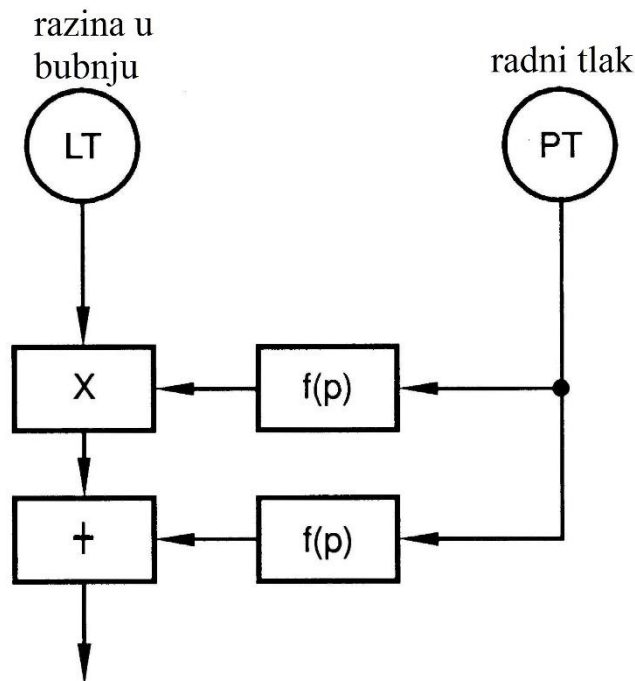 razina u
bubnju
radni tlak
LT
PT
X
f(p)
+
f(p)